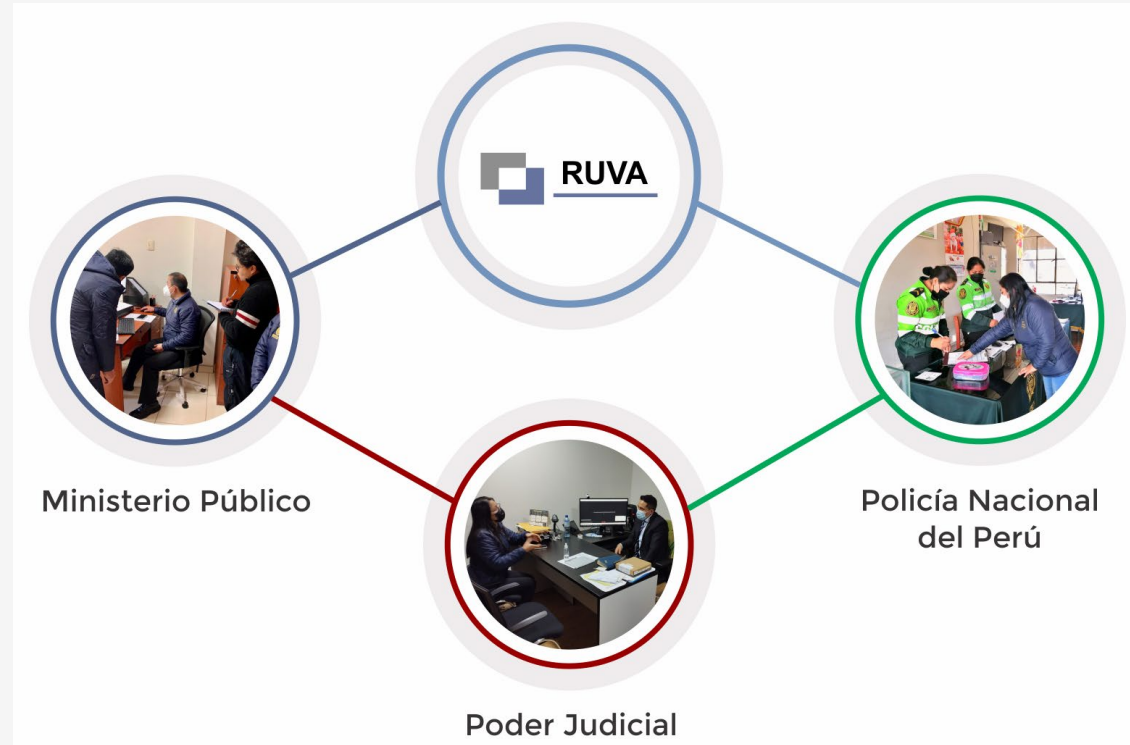 RUVA
Ministerio Público
Policía Nacional
del Perú
Poder Judicial